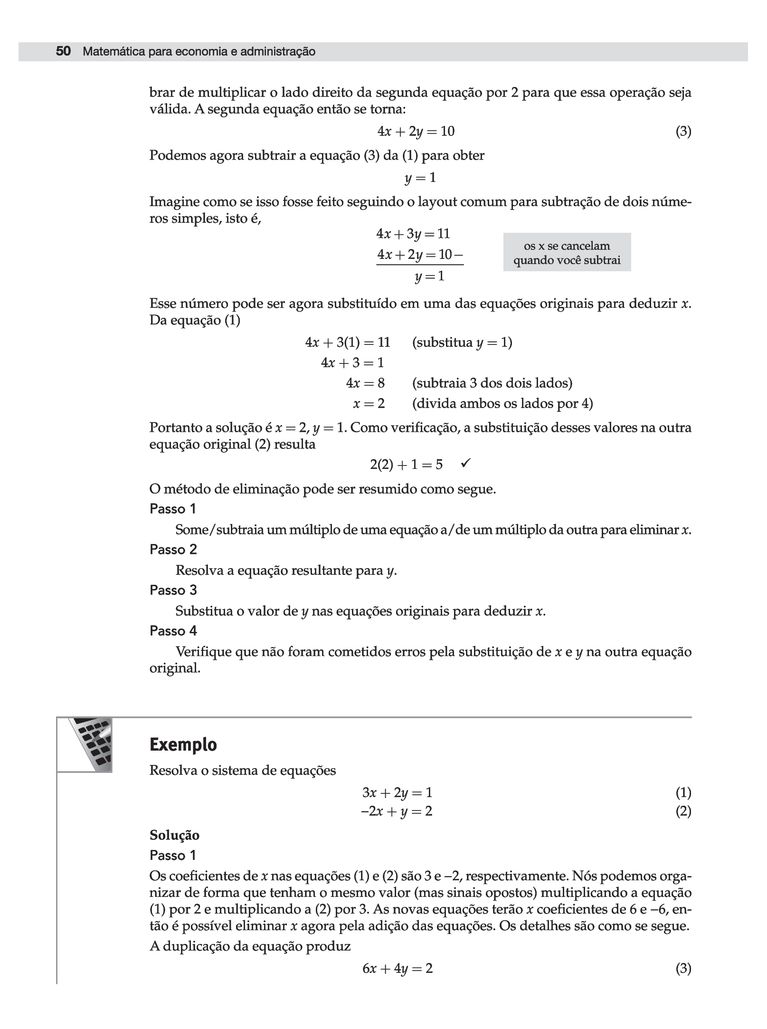 50 Matemática para economia e administração
brar de multiplicar o lado direito da segunda equação por 2 para que essa operação seja
válida. A segunda equação então se torna:
4x + 2y = 10 (3)
Podemos agora subtrair a equação (3) da (1) para obter
y = 1
Imagine como se isso fosse feito seguindo o layout comum para subtração de dois núme-
ros simples, isto é,
4x + 3y = 11
4x + 2y = 10 −
y = 1
os x se cancelam
quando você subtrai
Esse número pode ser agora substituído em uma das equações originais para deduzir x.
Da equação (1)
4x + 3(1) = 11 (substitua y = 1)
4x + 3 = 1
4x = 8 (subtraia 3 dos dois lados)
x = 2 (divida ambos os lados por 4)
Portanto a solução é x = 2, y = 1. Como verificação, a substituição desses valores na outra
equação original (2) resulta
2(2) + 1 = 5 ✓
O método de eliminação pode ser resumido como segue.
Passo 1
Some/subtraia um múltiplo de uma equação a/de um múltiplo da outra para eliminar x.
Passo 2
Resolva a equação resultante para y.
Passo 3
Substitua o valor de y nas equações originais para deduzir x.
Passo 4
Verifique que não foram cometidos erros pela substituição de x e y na outra equação
original.
Exemplo
Resolva o sistema de equações
3x + 2y = 1 (1)
−2x + y = 2 (2)
Solução
Passo 1
Os coeficientes de x nas equações (1) e (2) são 3 e −2, respectivamente. Nós podemos orga-
nizar de forma que tenham o mesmo valor (mas sinais opostos) multiplicando a equação
(1) por 2 e multiplicando a (2) por 3. As novas equações terão x coeficientes de 6 e −6, en-
tão é possível eliminar x agora pela adição das equações. Os detalhes são como se segue.
A duplicação da equação produz
6x + 4y = 2 (3)